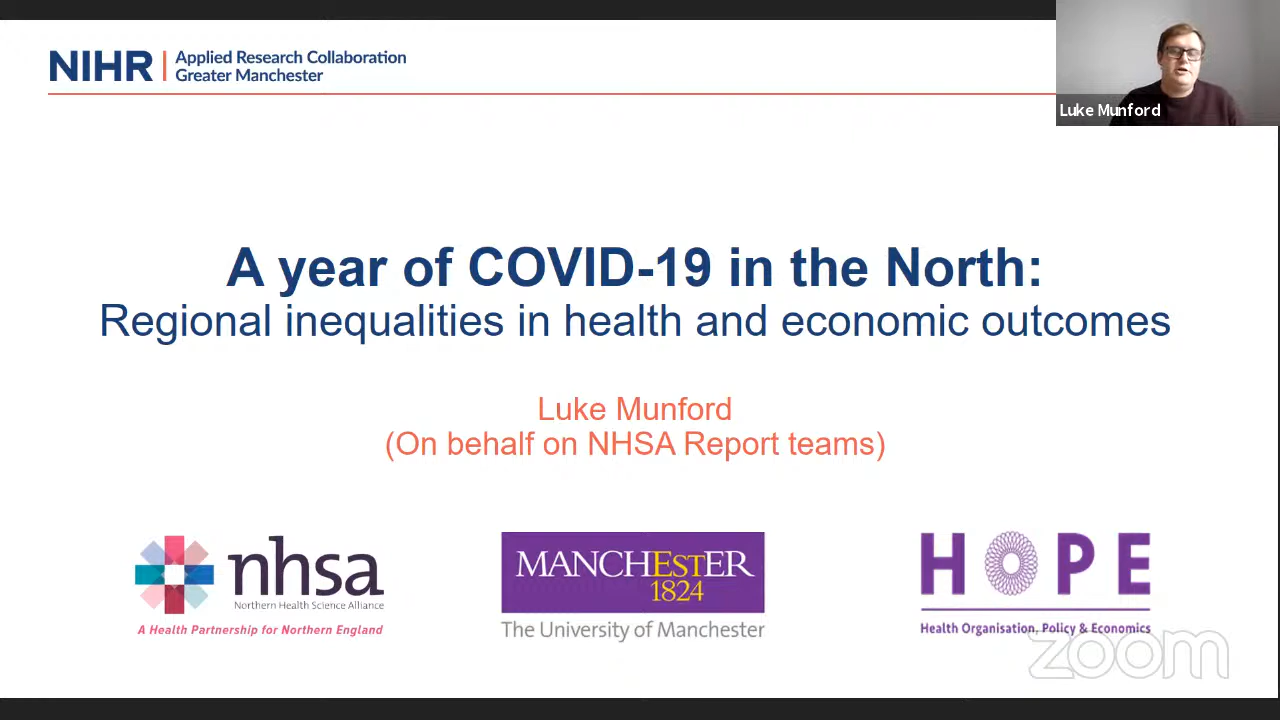 NIHR | Applied Research Collaboration
Greater Manchester
Luke Munford
A year of COVID-19 in the North:
Regional inequalities in health and economic outcomes
Luke Munford
(On behalf on NHSA Report teams)
nhsa
Northern Health Science Alliance
A Health Partnership for Northern England
MANCHESTER
1824
The University of Manchester
HOPE
Health Organisation, Policy & Economics
zoom